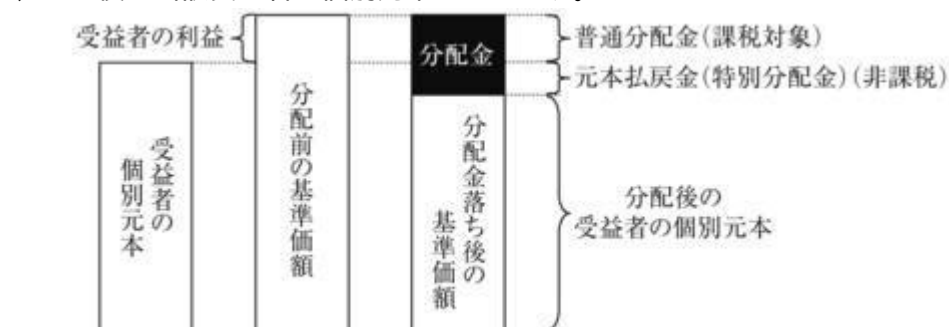 受益者の利益
分配金
普通分配金(課税対象)
元本払戻金(特別分配金)(非課税)
受益者の
個別元本
分配前の基準価額
分配金落ち後の
基準価額
分配後の
受益者の個別元本